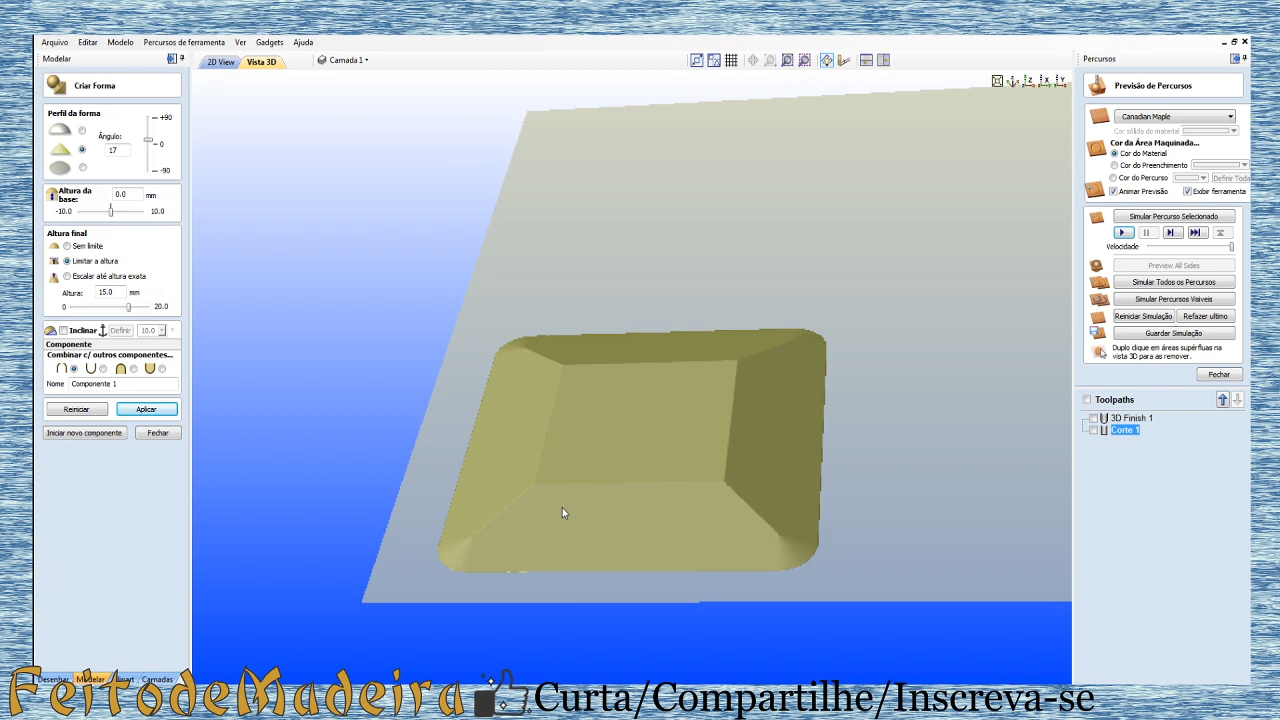 Arquivo Editar Modelo Percursos de ferramenta Ver Gadgets Ajuda
Modelar
2D View Vista 3D Camada 1
Criar Forma
Perfil da forma
+90
Ângulo:
0
17
-90
Altura da base: 0.0 mm
-10.0 10.0
Altura final
Sem limite
Limitar a altura
Escalar até altura exata
Altura: 15.0 mm
0 20.0
Inclinar Definir 10.0 °
Componente
Combinar c/ outros componentes...
Nome Componente 1
Reiniciar Aplicar
Iniciar novo componente Fechar
Desenhar Modelar Camadas
Percursos
Z X Y
Previsão de Percursos
Canadian Maple
Cor sólida do material
Cor da Área Maquinada...
Cor do Material
Cor do Preenchimento
Cor do Percurso Definir Toda
Animar Previsão Exibir ferramenta
Simular Percurso Selecionado
Velocidade
Preview All Sides
Simular Todos os Percursos
Simular Percursos Visiveis
Reiniciar Simulação Refazer ultimo
Guardar Simulação
Duplo clique em áreas supérfluas na
vista 3D para as remover.
Fechar
Toolpaths
3D Finish 1
Corte 1
FeitodeMadeira Curta/Compartilhe/Inscreva-se